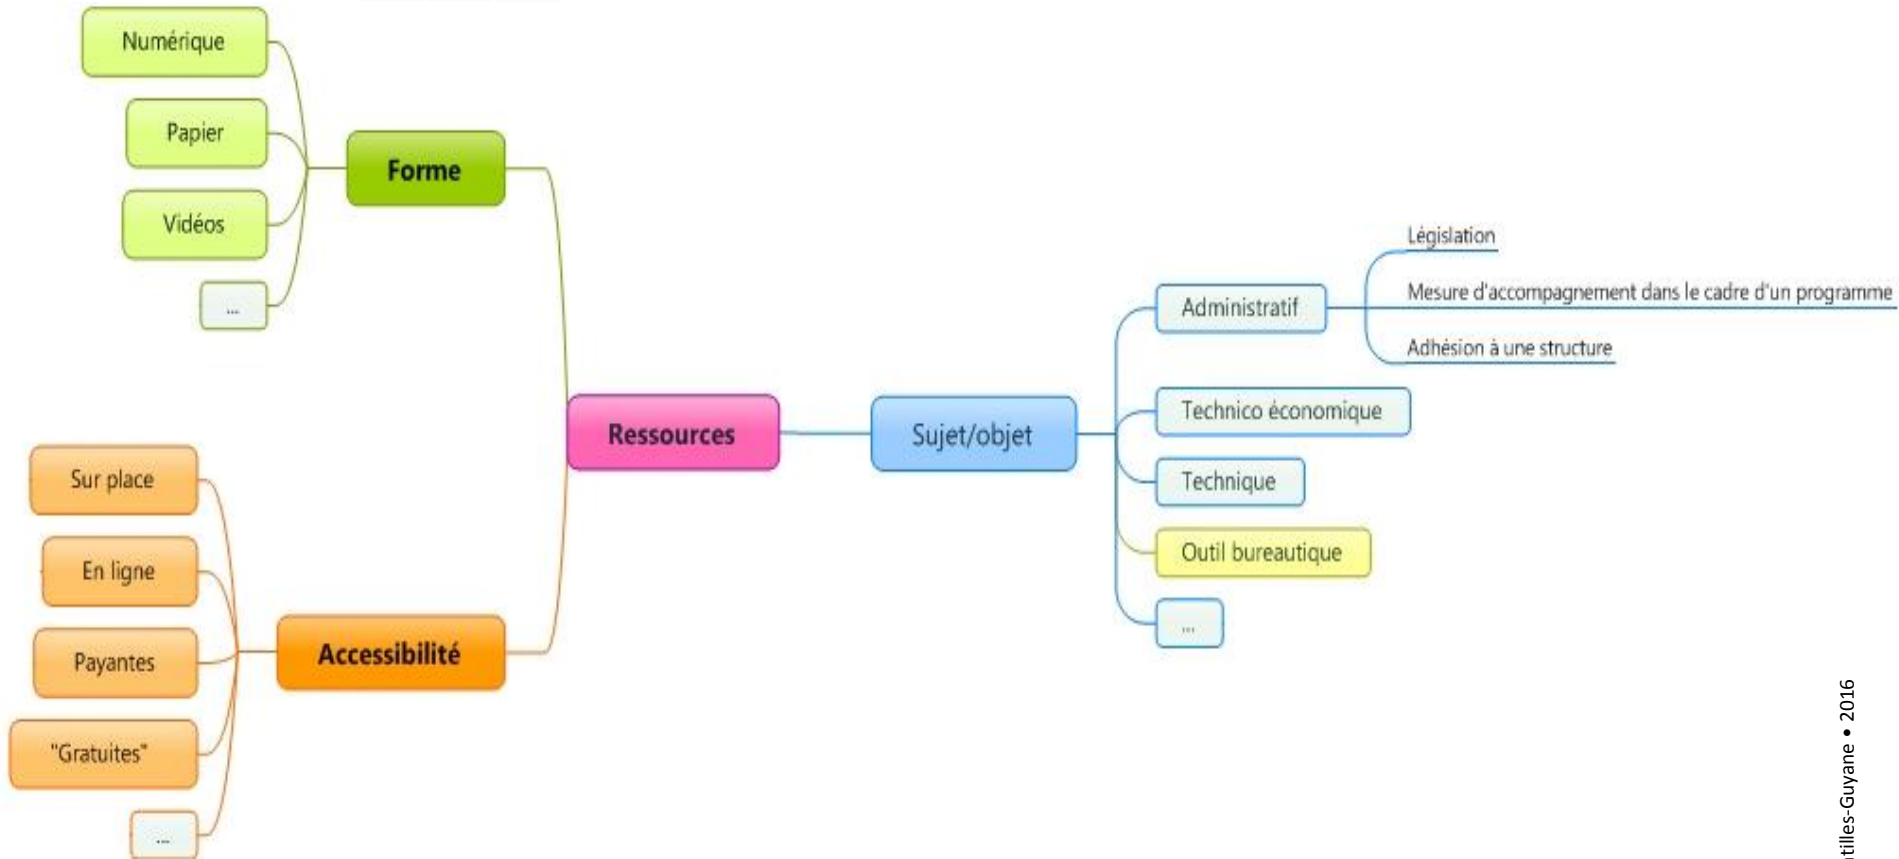 Numérique
Papier
Vidéos
...
Forme
Sur place
En ligne
Payantes
"Gratuites"
...
Accessibilité
Ressources
Sujet/objet
Administratif
Législation
Mesure d'accompagnement dans le cadre d'un programme
Adhésion à une structure
Technico économique
Technique
Outil bureautique
...
tilles-Guyane • 2016